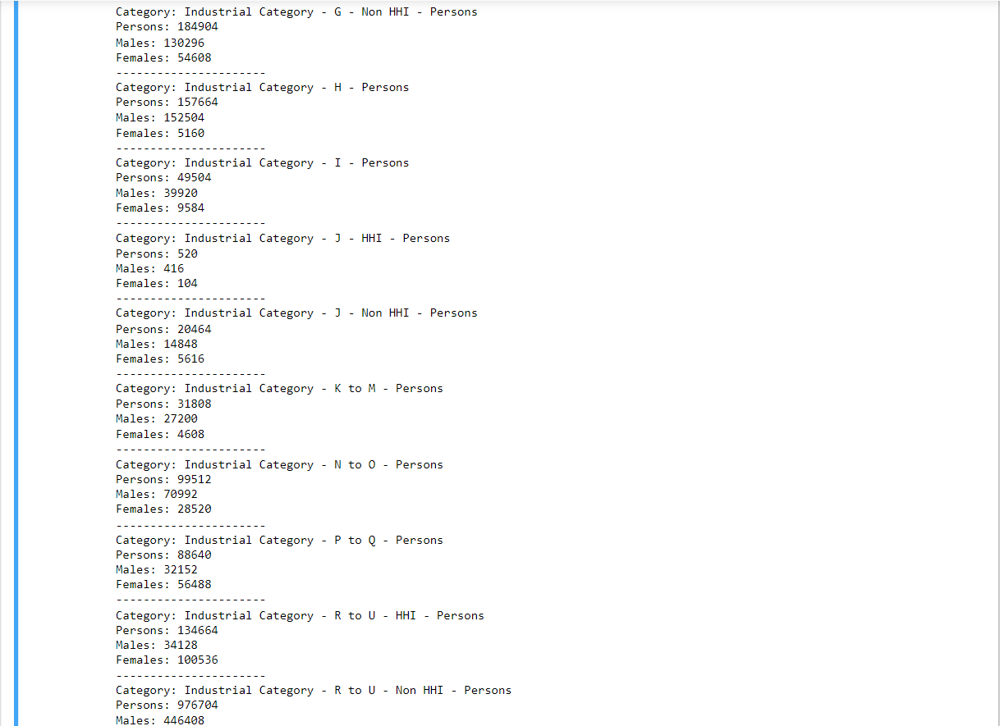 Category: Industrial Category - G - Non HHI - Persons
Persons: 184904
Males: 130296
Females: 54608
----------------------
Category: Industrial Category - H - Persons
Persons: 157664
Males: 152504
Females: 5160
----------------------
Category: Industrial Category - I - Persons
Persons: 49504
Males: 39920
Females: 9584
----------------------
Category: Industrial Category - J - HHI - Persons
Persons: 520
Males: 416
Females: 104
----------------------
Category: Industrial Category - J - Non HHI - Persons
Persons: 20464
Males: 14848
Females: 5616
----------------------
Category: Industrial Category - K to M - Persons
Persons: 31808
Males: 27200
Females: 4608
----------------------
Category: Industrial Category - N to O - Persons
Persons: 99512
Males: 70992
Females: 28520
----------------------
Category: Industrial Category - P to Q - Persons
Persons: 88640
Males: 32152
Females: 56488
----------------------
Category: Industrial Category - R to U - HHI - Persons
Persons: 134664
Males: 34128
Females: 100536
----------------------
Category: Industrial Category - R to U - Non HHI - Persons
Persons: 976704
Males: 446408